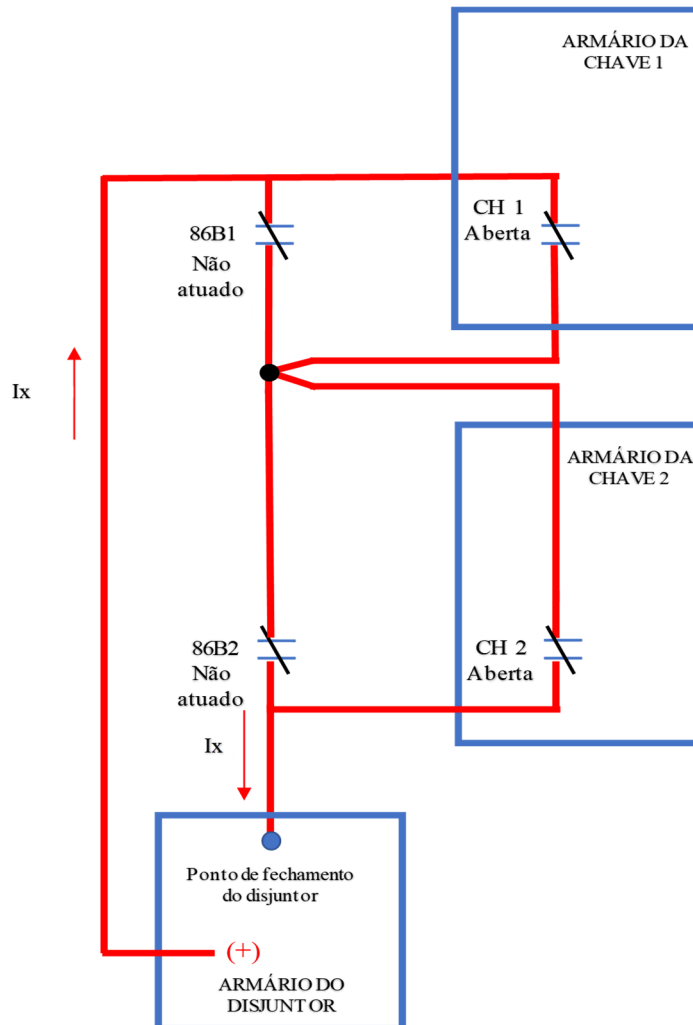 ARMÁRIO DA
CHAVE 1
CH 1
Aberta
86B1
Não
atuado
Ix
ARMÁRIO DA
CHAVE 2
86B2
Não
atuado
CH 2
Aberta
Ix
Ponto de fechamento
do disjuntor
(+)
ARMÁRIO DO
DISJUNTOR